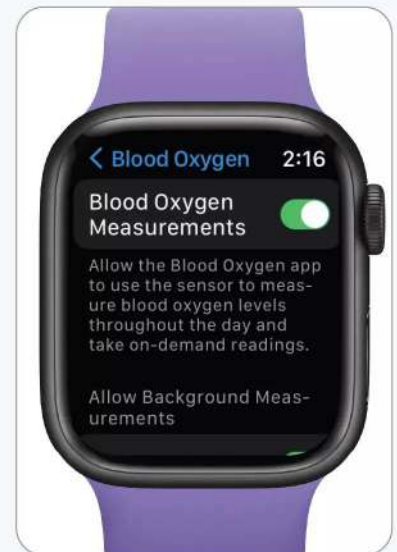 < Blood Oxygen 2:16
Blood Oxygen
Measurements
Allow the Blood Oxygen app
to use the sensor to meas-
ure blood oxygen levels
throughout the day and
take on-demand readings.
Allow Background Meas-
urements